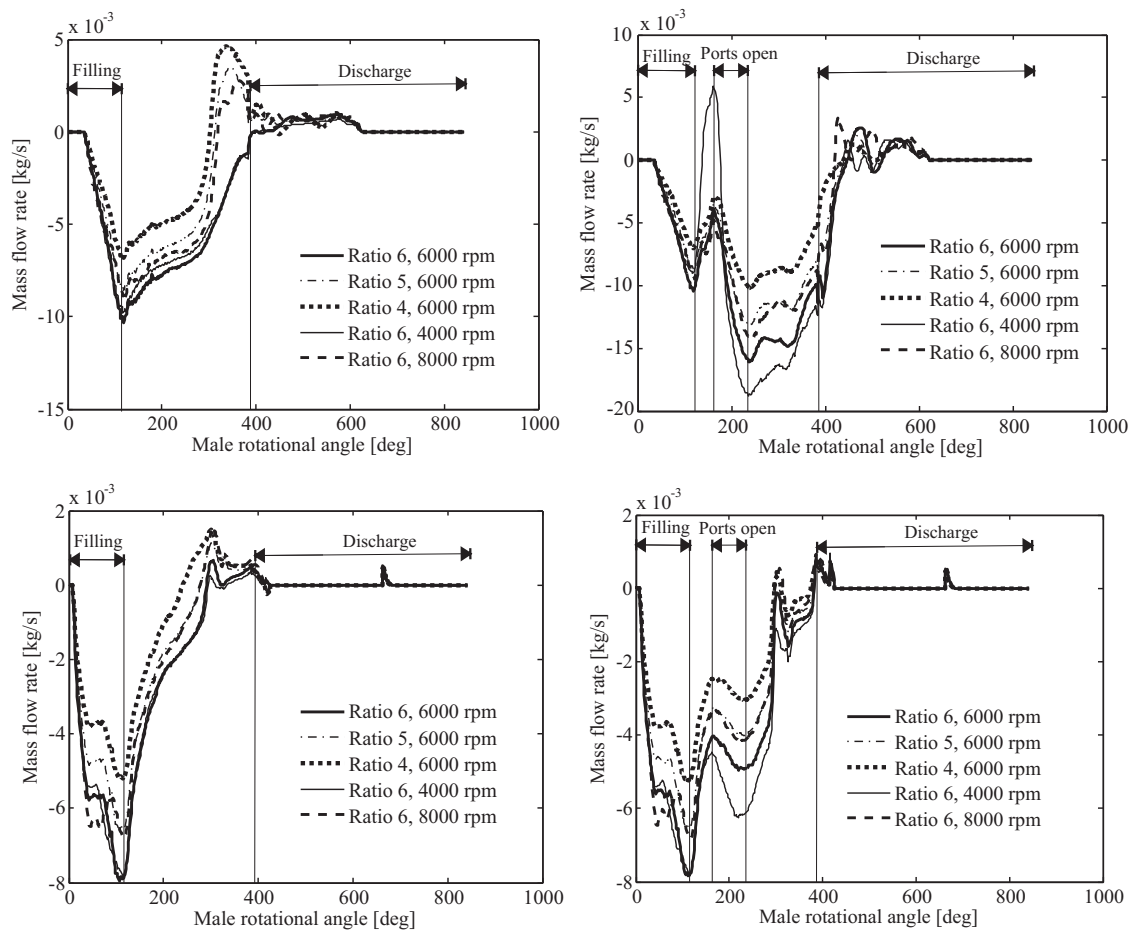 x 10⁻³
5
0
-5
-10
-15
0 200 400 600 800 1000
Filling
Discharge
Mass flow rate [kg/s]
Male rotational angle [deg]
Ratio 6, 6000 rpm
Ratio 5, 6000 rpm
Ratio 4, 6000 rpm
Ratio 6, 4000 rpm
Ratio 6, 8000 rpm
x 10⁻³
10
5
0
-5
-10
-15
-20
0 200 400 600 800 1000
Filling
Ports open
Discharge
Mass flow rate [kg/s]
Male rotational angle [deg]
Ratio 6, 6000 rpm
Ratio 5, 6000 rpm
Ratio 4, 6000 rpm
Ratio 6, 4000 rpm
Ratio 6, 8000 rpm
x 10⁻³
2
0
-2
-4
-6
-8
0 200 400 600 800 1000
Filling
Discharge
Mass flow rate [kg/s]
Male rotational angle [deg]
Ratio 6, 6000 rpm
Ratio 5, 6000 rpm
Ratio 4, 6000 rpm
Ratio 6, 4000 rpm
Ratio 6, 8000 rpm
x 10⁻³
2
0
-2
-4
-6
-8
0 200 400 600 800 1000
Filling
Ports open
Discharge
Mass flow rate [kg/s]
Male rotational angle [deg]
Ratio 6, 6000 rpm
Ratio 5, 6000 rpm
Ratio 4, 6000 rpm
Ratio 6, 4000 rpm
Ratio 6, 8000 rpm